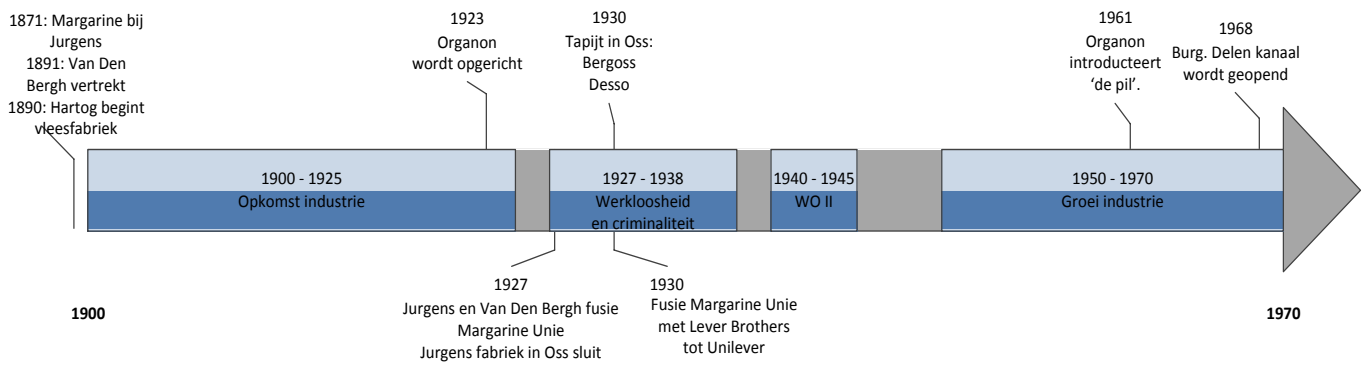 1871: Margarine bij
Jurgens
1891: Van Den
Bergh vertrekt
1890: Hartog begint
vleesfabriek
1923
Organon
wordt opgericht
1930
Tapijt in Oss:
Bergoss
Desso
1961
Organon
introducteert
‘de pil’.
1968
Burg. Delen kanaal
wordt geopend
1900 - 1925
Opkomst industrie
1927 - 1938
Werkloosheid
en criminaliteit
1940 - 1945
WO II
1950 - 1970
Groei industrie
1927
Jurgens en Van Den Bergh fusie
Margarine Unie
Jurgens fabriek in Oss sluit
1930
Fusie Margarine Unie
met Lever Brothers
tot Unilever
1900
1970